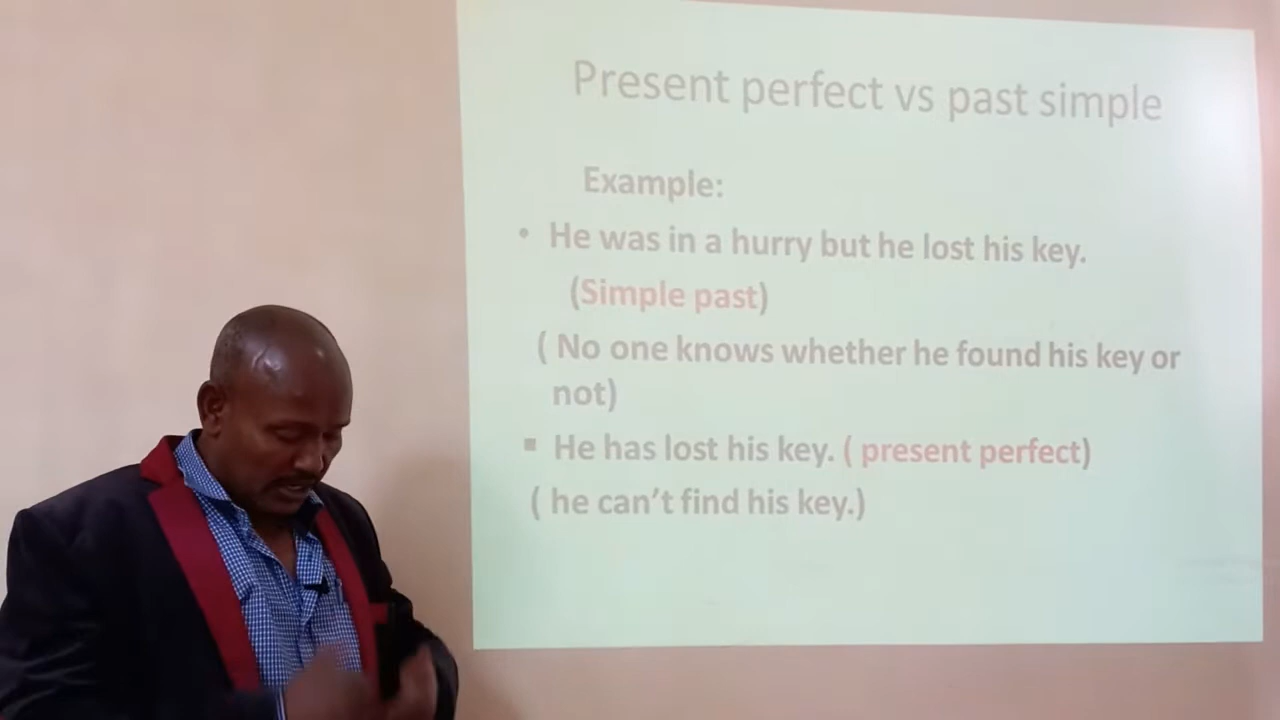 Present perfect vs past simple
Example:
• He was in a hurry but he lost his key.
(Simple past)
( No one knows whether he found his key or
not)
▪ He has lost his key. ( present perfect)
( he can’t find his key.)